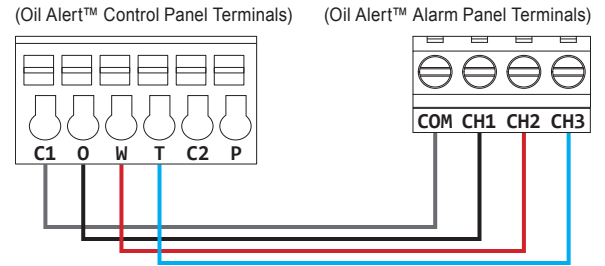 (Oil Alert™ Control Panel Terminals) (Oil Alert™ Alarm Panel Terminals)
COM CH1 CH2 CH3
C1 O W T C2 P